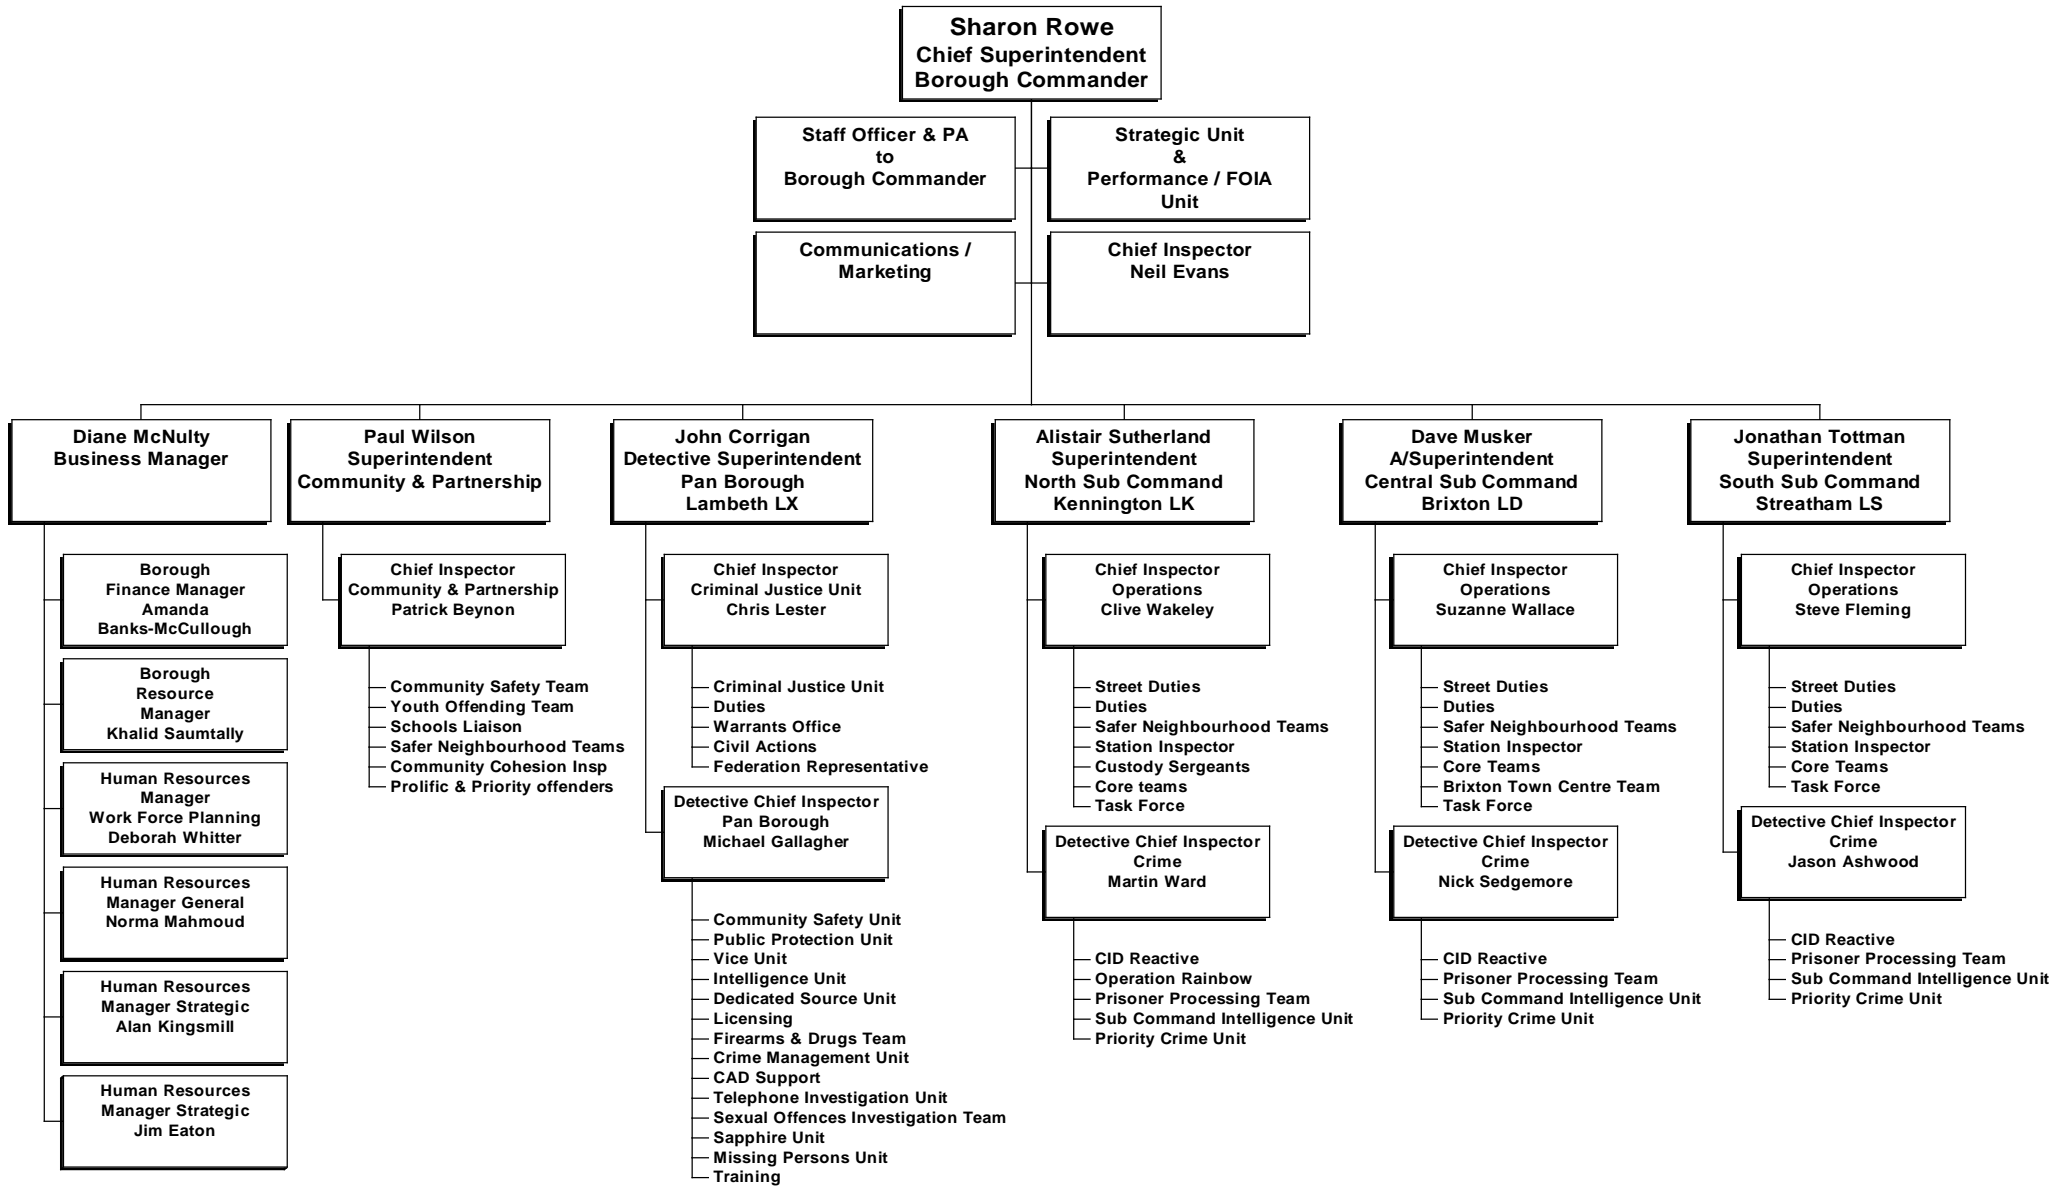 Sharon Rowe
Chief Superintendent
Borough Commander
Staff Officer & PA
to
Borough Commander
Strategic Unit
&
Performance / FOIA
Unit
Communications /
Marketing
Chief Inspector
Neil Evans
Diane McNulty
Business Manager
Borough
Finance Manager
Amanda
Banks-McCullough
Borough
Resource
Manager
Khalid Saumtally
Human Resources
Manager
Work Force Planning
Deborah Whitter
Human Resources
Manager General
Norma Mahmoud
Human Resources
Manager Strategic
Alan Kingsmill
Human Resources
Manager Strategic
Jim Eaton
Paul Wilson
Superintendent
Community & Partnership
Chief Inspector
Community & Partnership
Patrick Beynon
Community Safety Team
Youth Offending Team
Schools Liaison
Safer Neighbourhood Teams
Community Cohesion Insp
Prolific & Priority offenders
John Corrigan
Detective Superintendent
Pan Borough
Lambeth LX
Chief Inspector
Criminal Justice Unit
Chris Lester
Criminal Justice Unit
Duties
Warrants Office
Civil Actions
Federation Representative
Detective Chief Inspector
Pan Borough
Michael Gallagher
Community Safety Unit
Public Protection Unit
Vice Unit
Intelligence Unit
Dedicated Source Unit
Licensing
Firearms & Drugs Team
Crime Management Unit
CAD Support
Telephone Investigation Unit
Sexual Offences Investigation Team
Sapphire Unit
Missing Persons Unit
Training
Alistair Sutherland
Superintendent
North Sub Command
Kennington LK
Chief Inspector
Operations
Clive Wakeley
Street Duties
Duties
Safer Neighbourhood Teams
Station Inspector
Custody Sergeants
Core teams
Task Force
Detective Chief Inspector
Crime
Martin Ward
CID Reactive
Operation Rainbow
Prisoner Processing Team
Sub Command Intelligence Unit
Priority Crime Unit
Dave Musker
A/Superintendent
Central Sub Command
Brixton LD
Chief Inspector
Operations
Suzanne Wallace
Street Duties
Duties
Safer Neighbourhood Teams
Station Inspector
Core Teams
Brixton Town Centre Team
Task Force
Detective Chief Inspector
Crime
Nick Sedgemore
CID Reactive
Prisoner Processing Team
Sub Command Intelligence Unit
Priority Crime Unit
Jonathan Tottman
Superintendent
South Sub Command
Streatham LS
Chief Inspector
Operations
Steve Fleming
Street Duties
Duties
Safer Neighbourhood Teams
Station Inspector
Core Teams
Task Force
Detective Chief Inspector
Crime
Jason Ashwood
CID Reactive
Prisoner Processing Team
Sub Command Intelligence Unit
Priority Crime Unit